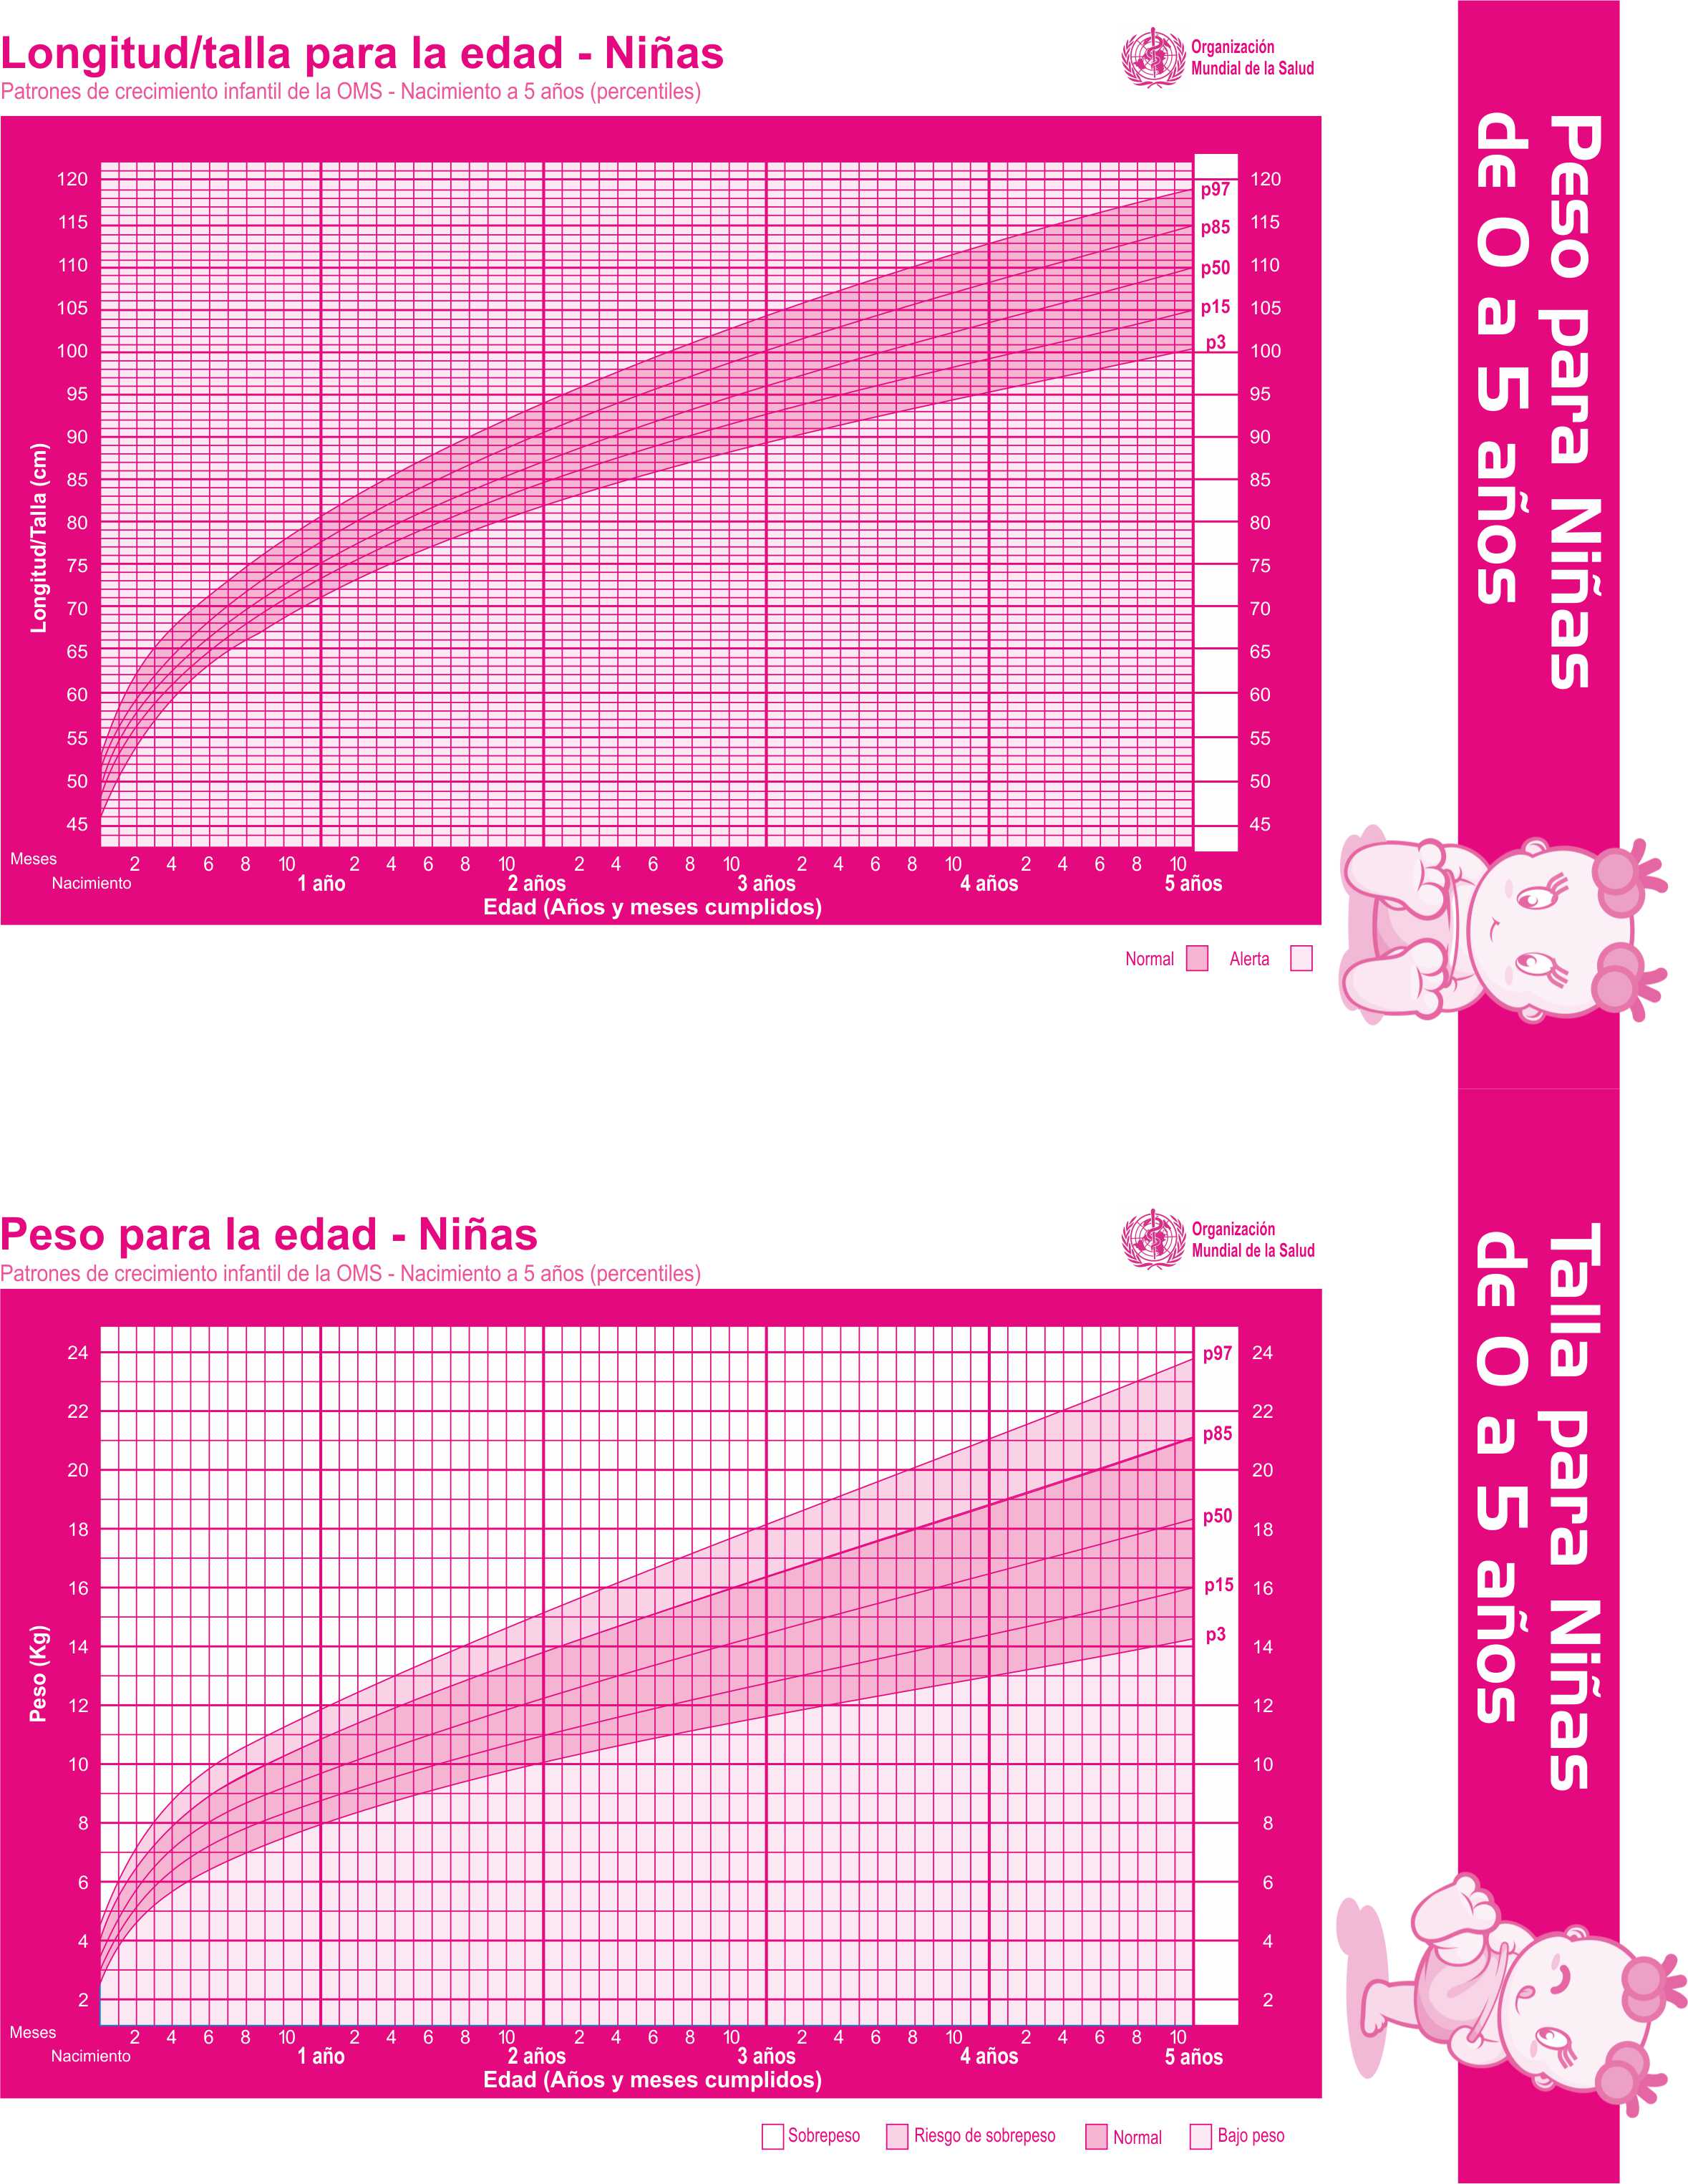 Longitud/talla para la edad - Niñas
Patrones de crecimiento infantil de la OMS - Nacimiento a 5 años (percentiles)
Organización
Mundial de la Salud
120 p97 120
115 p85 115
110 p50 110
105 p15 105
100 p3 100
95 95
90 90
85 85
80 80
75 75
70 70
65 65
60 60
55 55
50 50
45 45
Longitud/Talla (cm)
Meses 2 4 6 8 10 2 4 6 8 10 2 4 6 8 10 2 4 6 8 10 2 4 6 8 10
Nacimiento 1 año 2 años 3 años 4 años 5 años
Edad (Años y meses cumplidos)
Normal Alerta
Peso para Niñas
de 0 a 5 años
Peso para la edad - Niñas
Patrones de crecimiento infantil de la OMS - Nacimiento a 5 años (percentiles)
Organización
Mundial de la Salud
24 p97 24
22 22
p85
20 20
18 p50 18
16 p15 16
14 p3 14
12 12
10 10
8 8
6 6
4 4
2 2
Peso (Kg)
Meses 2 4 6 8 10 2 4 6 8 10 2 4 6 8 10 2 4 6 8 10 2 4 6 8 10
Nacimiento 1 año 2 años 3 años 4 años 5 años
Edad (Años y meses cumplidos)
Sobrepeso Riesgo de sobrepeso Normal Bajo peso
Talla para Niñas
de 0 a 5 años